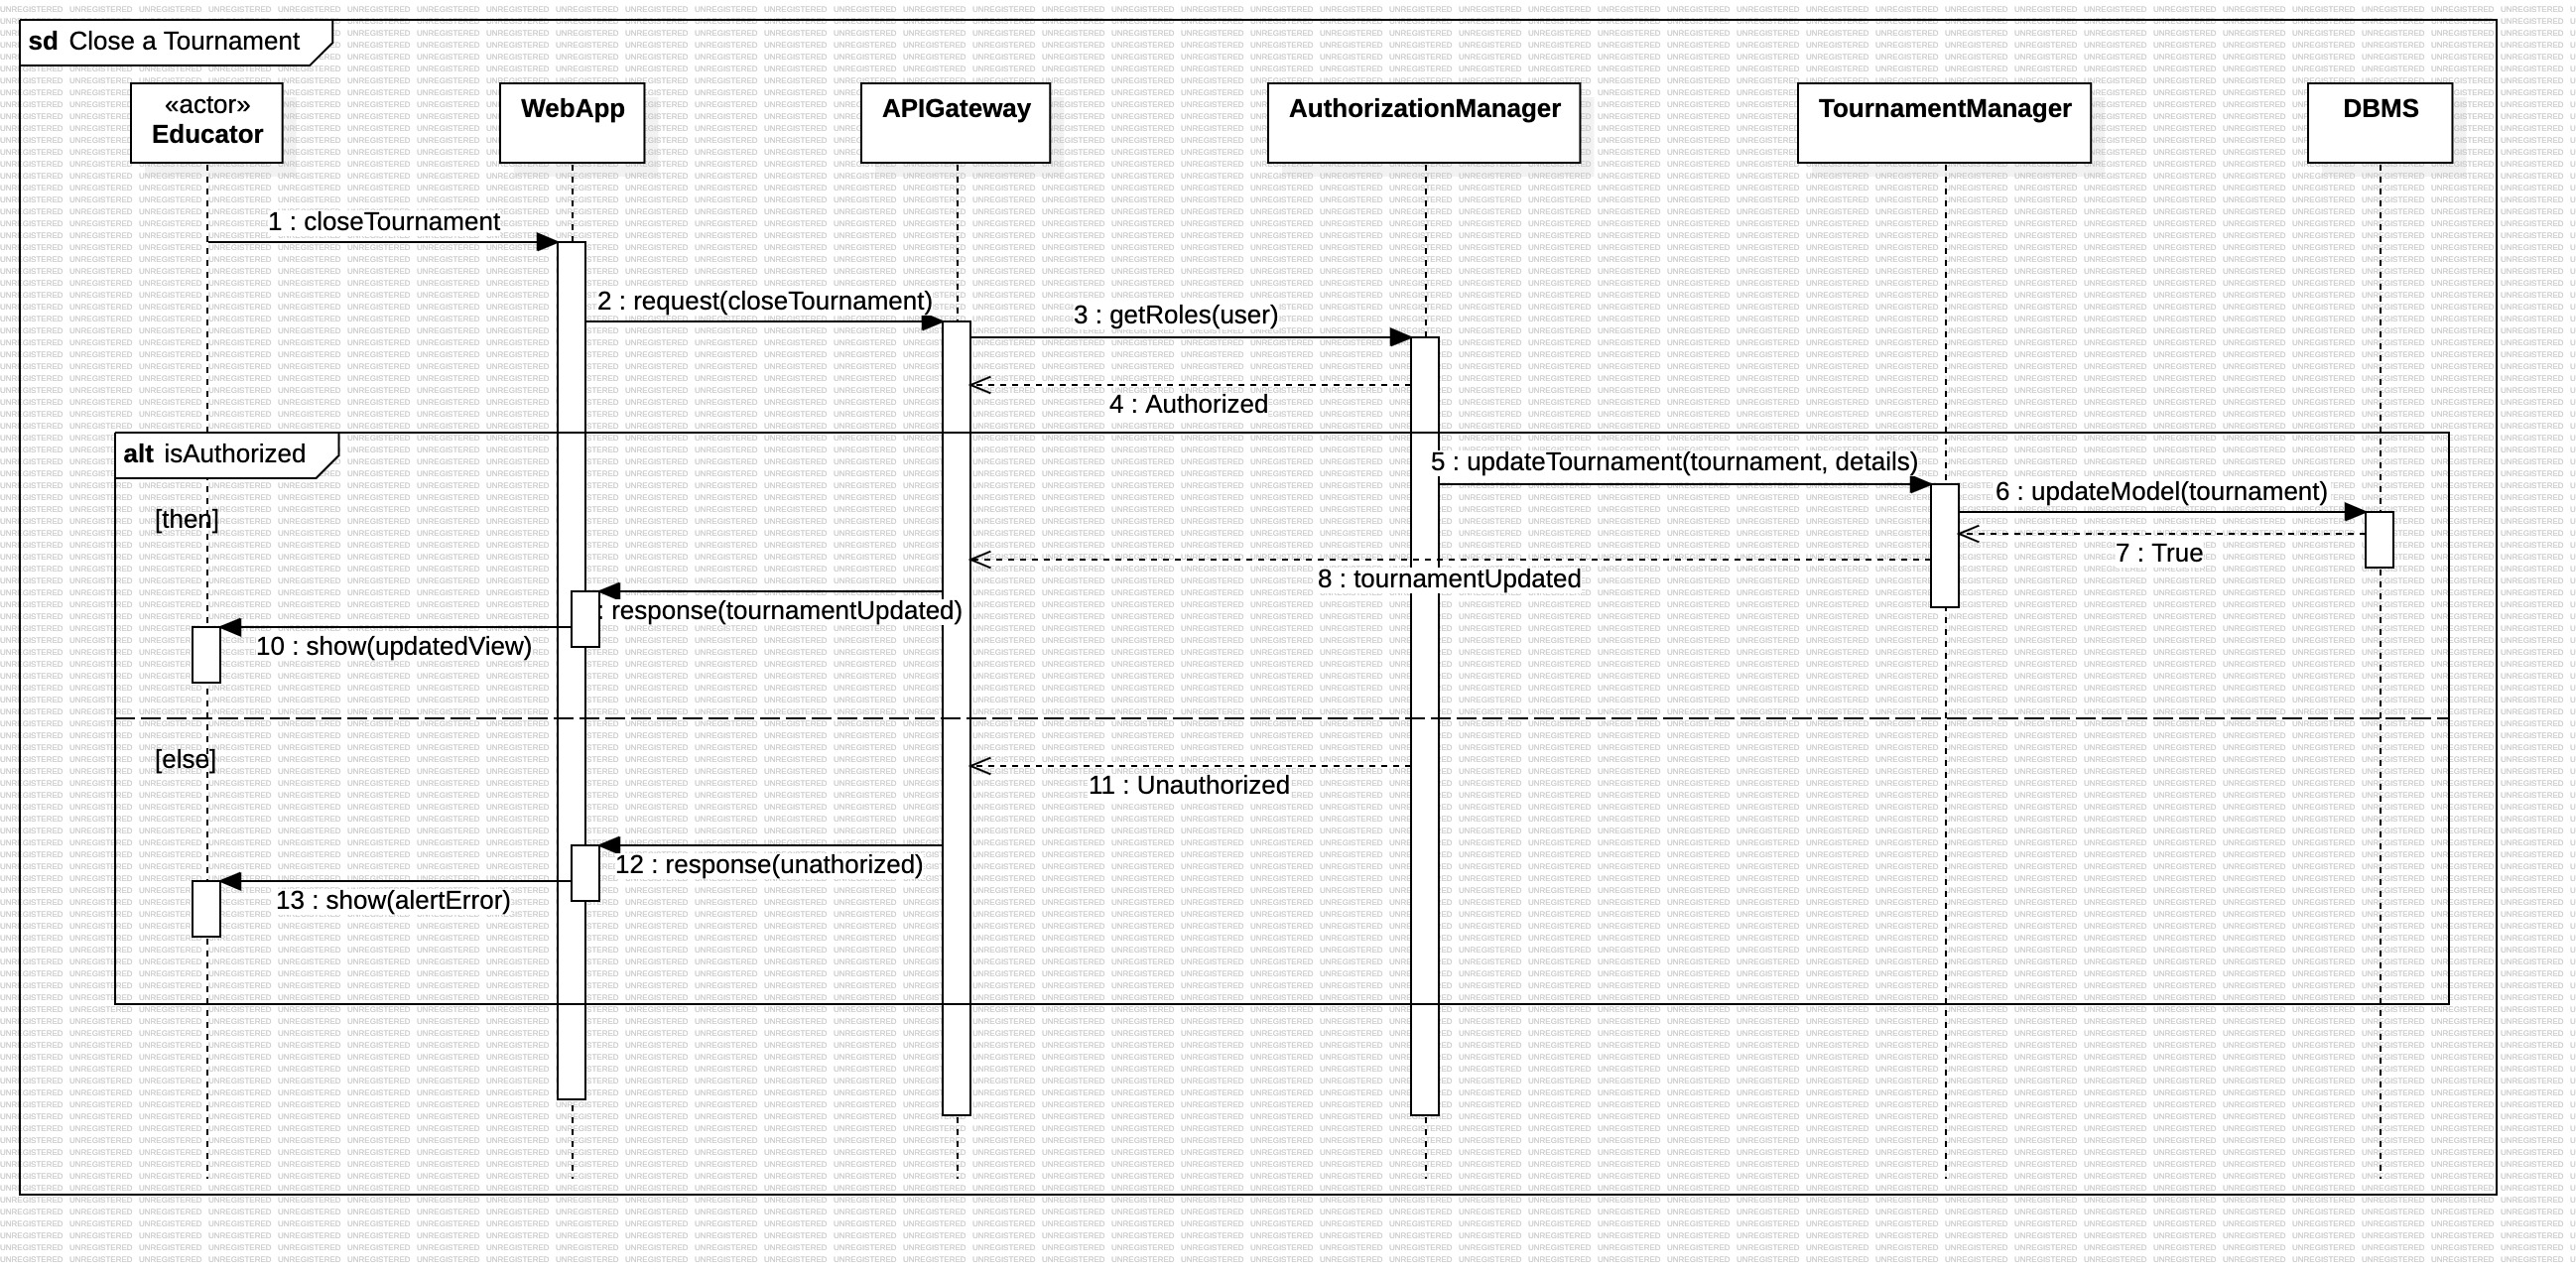 sd Close a Tournament
«actor»
Educator
WebApp
APIGateway
AuthorizationManager
TournamentManager
DBMS
1 : closeTournament
2 : request(closeTournament)
3 : getRoles(user)
4 : Authorized
alt isAuthorized
5 : updateTournament(tournament, details)
6 : updateModel(tournament)
[then]
7 : True
8 : tournamentUpdated
: response(tournamentUpdated)
10 : show(updatedView)
[else]
11 : Unauthorized
12 : response(unathorized)
13 : show(alertError)
UNREGISTERED